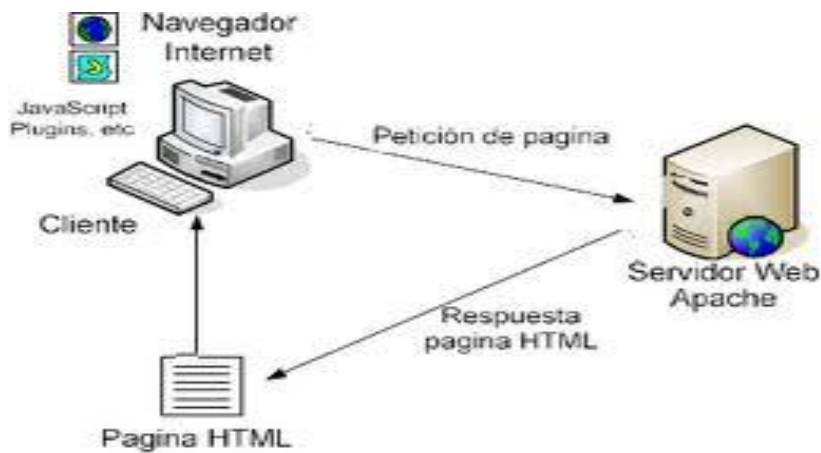 Navegador
Internet
JavaScript
Plugins, etc
Petición de pagina
Cliente
Servidor Web
Apache
Respuesta
pagina HTML
Pagina HTML